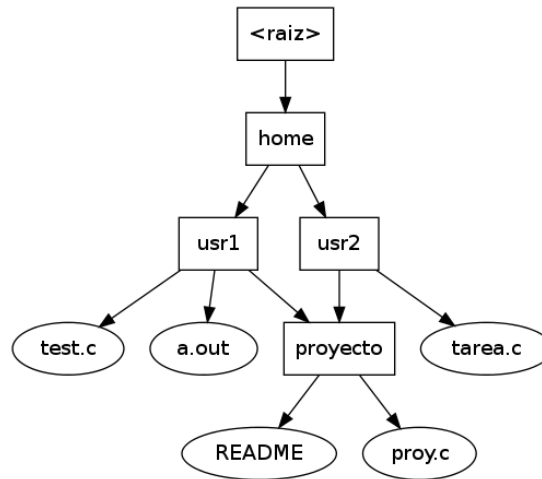 <raiz>
home
usr1
usr2
test.c
a.out
proyecto
tarea.c
README
proy.c